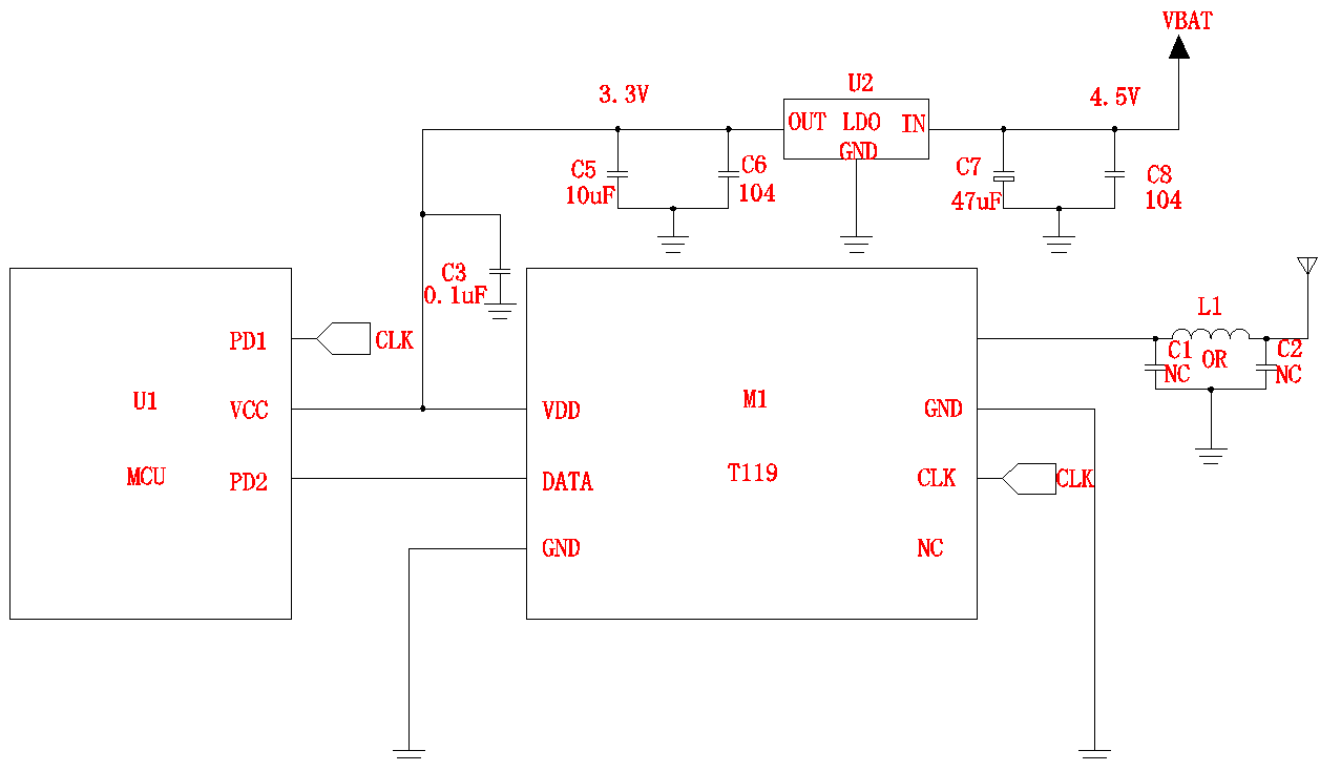 VBAT
U2
3.3V
4.5V
OUT LDO IN
GND
C5
10uF
C6
104
C7
47uF
C8
104
C3
0.1uF
L1
PD1
CLK
C1
NC
OR
C2
NC
U1
VCC
VDD
M1
GND
MCU
PD2
DATA
T119
CLK
CLK
GND
NC